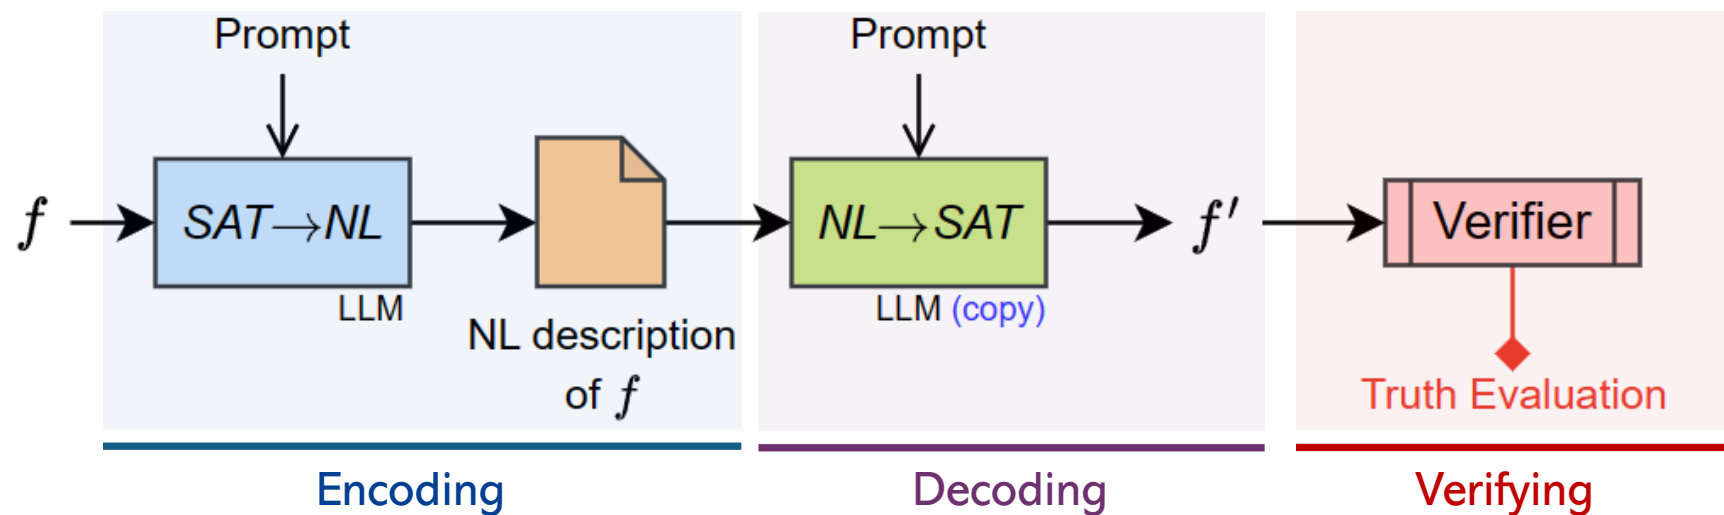 Prompt
Prompt
f
SAT→NL
NL→SAT
f′
Verifier
LLM
LLM (copy)
NL description
of f
Truth Evaluation
Encoding
Decoding
Verifying